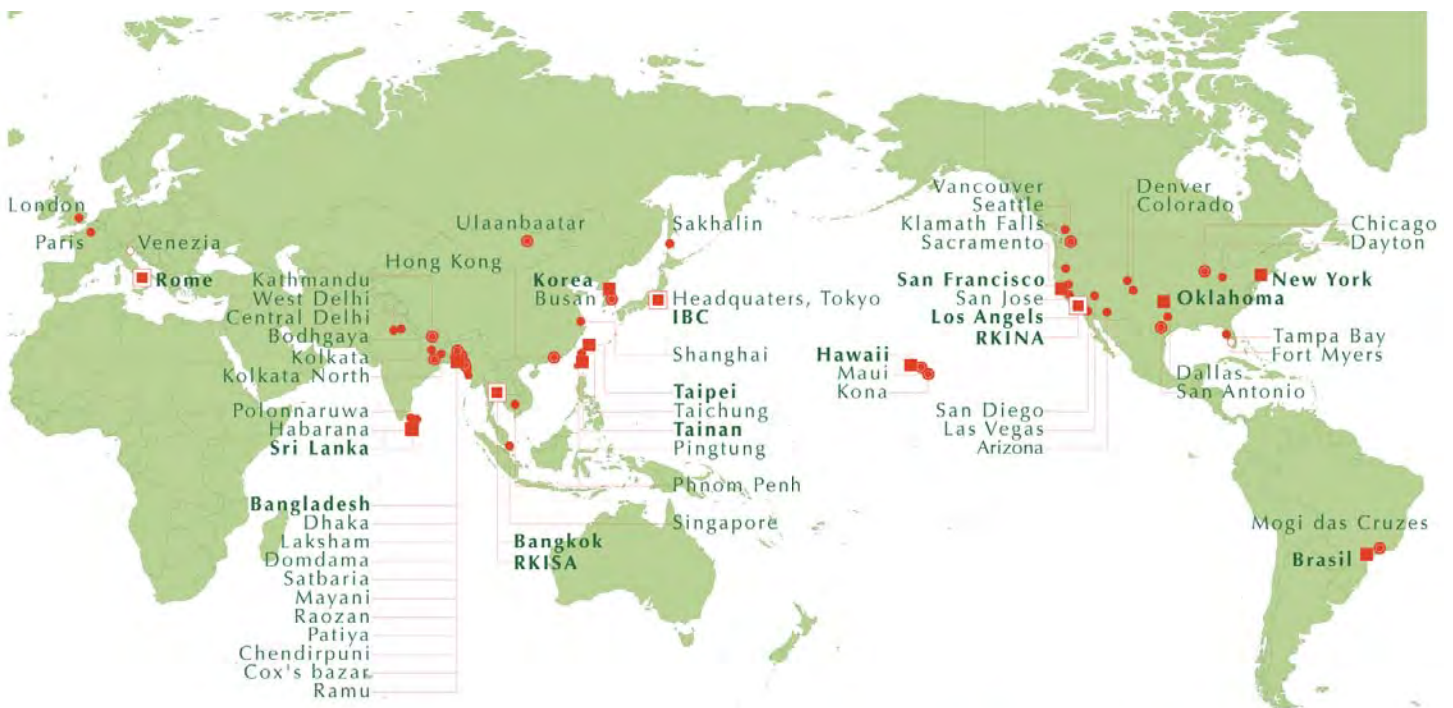 London
Paris
Venezia
Rome
Ulaanbaatar
Sakhalin
Hong Kong
Kathmandu
West Delhi
Central Delhi
Bodhgaya
Kolkata
Kolkata North
Polonnaruwa
Habarana
Sri Lanka
Bangladesh
Dhaka
Laksham
Domdama
Satbaria
Mayani
Raozan
Patiya
Chendirpuni
Cox's bazar
Ramu
Korea
Busan
Headquaters, Tokyo
IBC
Shanghai
Taipei
Taichung
Tainan
Pingtung
Phnom Penh
Singapore
Bangkok
RKISA
Vancouver
Seattle
Klamath Falls
Sacramento
San Francisco
San Jose
Los Angels
RKINA
Hawaii
Maui
Kona
San Diego
Las Vegas
Arizona
Denver
Colorado
Chicago
Dayton
New York
Oklahoma
Tampa Bay
Fort Myers
Dallas
San Antonio
Mogi das Cruzes
Brasil